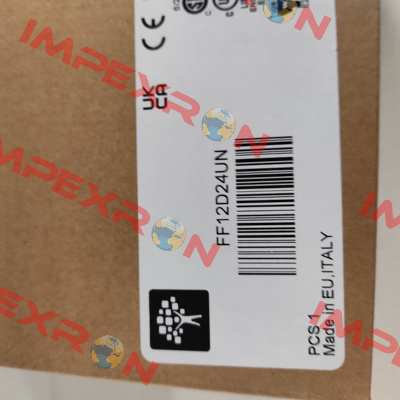 CE
UK
CA
FF12D24UN
PCS 1
Made in EU, ITALY
IMPEXRON
IMPEXRON
IMPEXRON